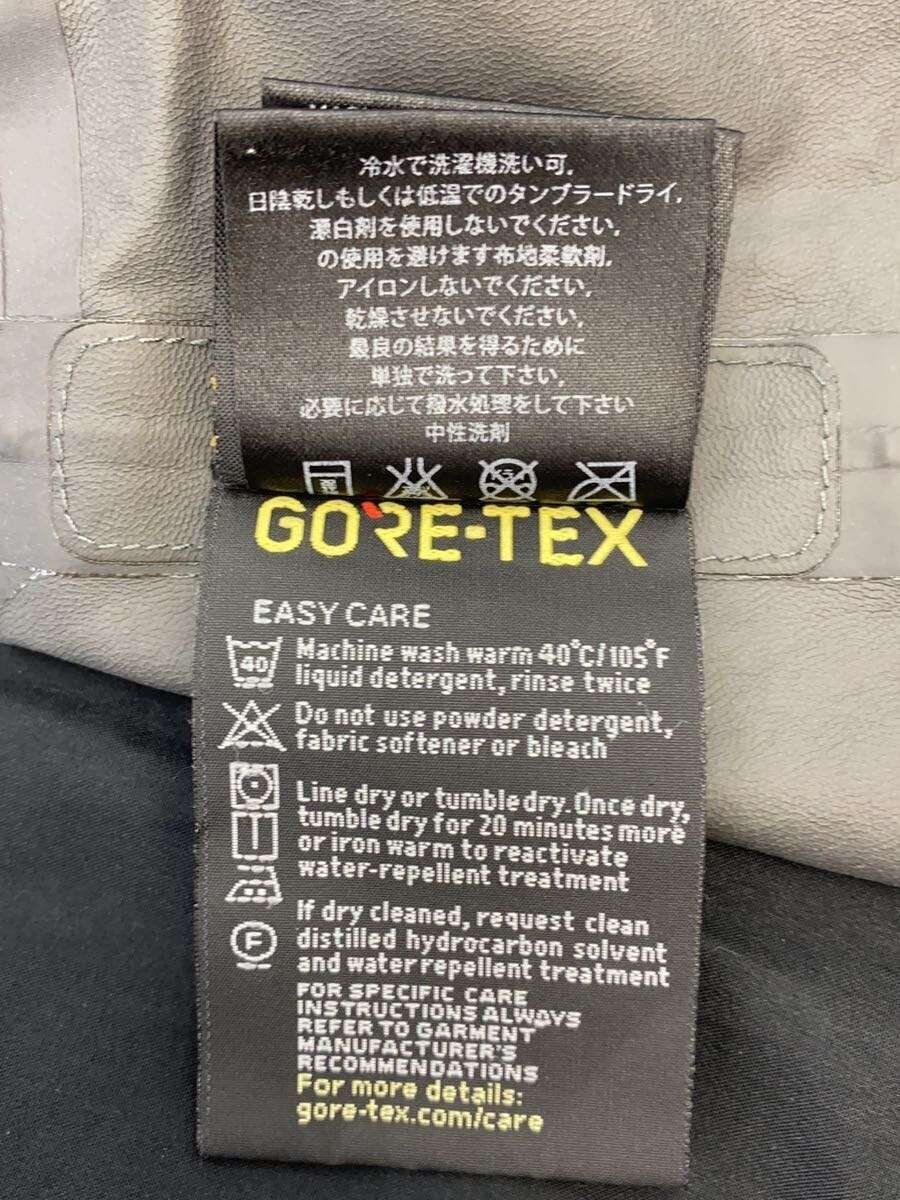 冷水で洗濯機洗い可,
日陰乾しもしくは低温でのタンブラードライ,
漂白剤を使用しないでください,
の使用を避けます布地柔軟剤,
アイロンしないでください,
乾燥させないでください,
最良の結果を得るために
単独で洗って下さい,
必要に応じて撥水処理をして下さい
中性洗剤
GORE-TEX
EASY CARE
40
Machine wash warm 40°C/105°F
liquid detergent, rinse twice
Do not use powder detergent,
fabric softener or bleach
Line dry or tumble dry. Once dry,
tumble dry for 20 minutes more
or iron warm to reactivate
water-repellent treatment
F
If dry cleaned, request clean
distilled hydrocarbon solvent
and water repellent treatment
FOR SPECIFIC CARE
INSTRUCTIONS ALWAYS
REFER TO GARMENT
MANUFACTURER'S
RECOMMENDATIONS
For more details:
gore-tex.com/care